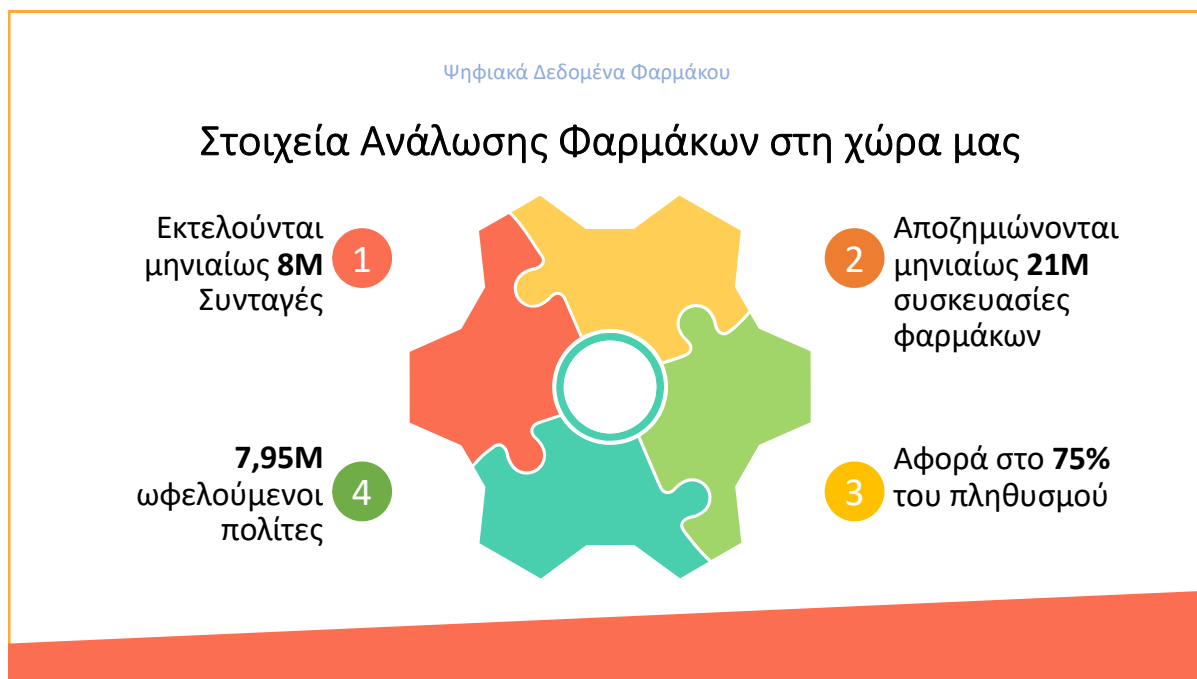 Ψηφιακά Δεδομένα Φαρμάκου
Στοιχεία Ανάλωσης Φαρμάκων στη χώρα μας
Εκτελούνται
μηνιαίως 8M
Συνταγές
1
2
Αποζημιώνονται
μηνιαίως 21M
συσκευασίες
φαρμάκων
3
Αφορά στο 75%
του πληθυσμού
7,95M
ωφελούμενοι
πολίτες
4